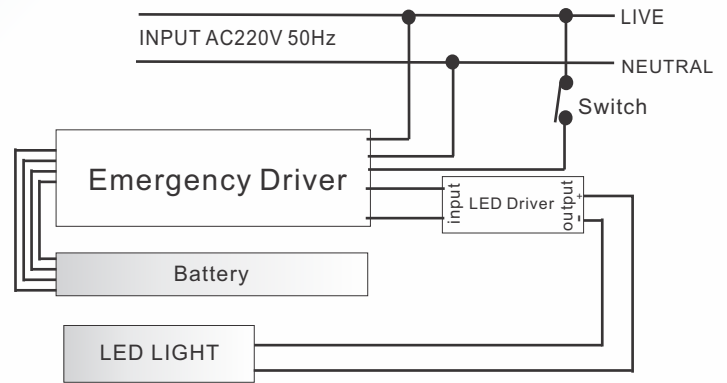 LIVE
INPUT AC220V 50Hz
NEUTRAL
Switch
Emergency Driver
input
LED Driver
output
+
-
Battery
LED LIGHT